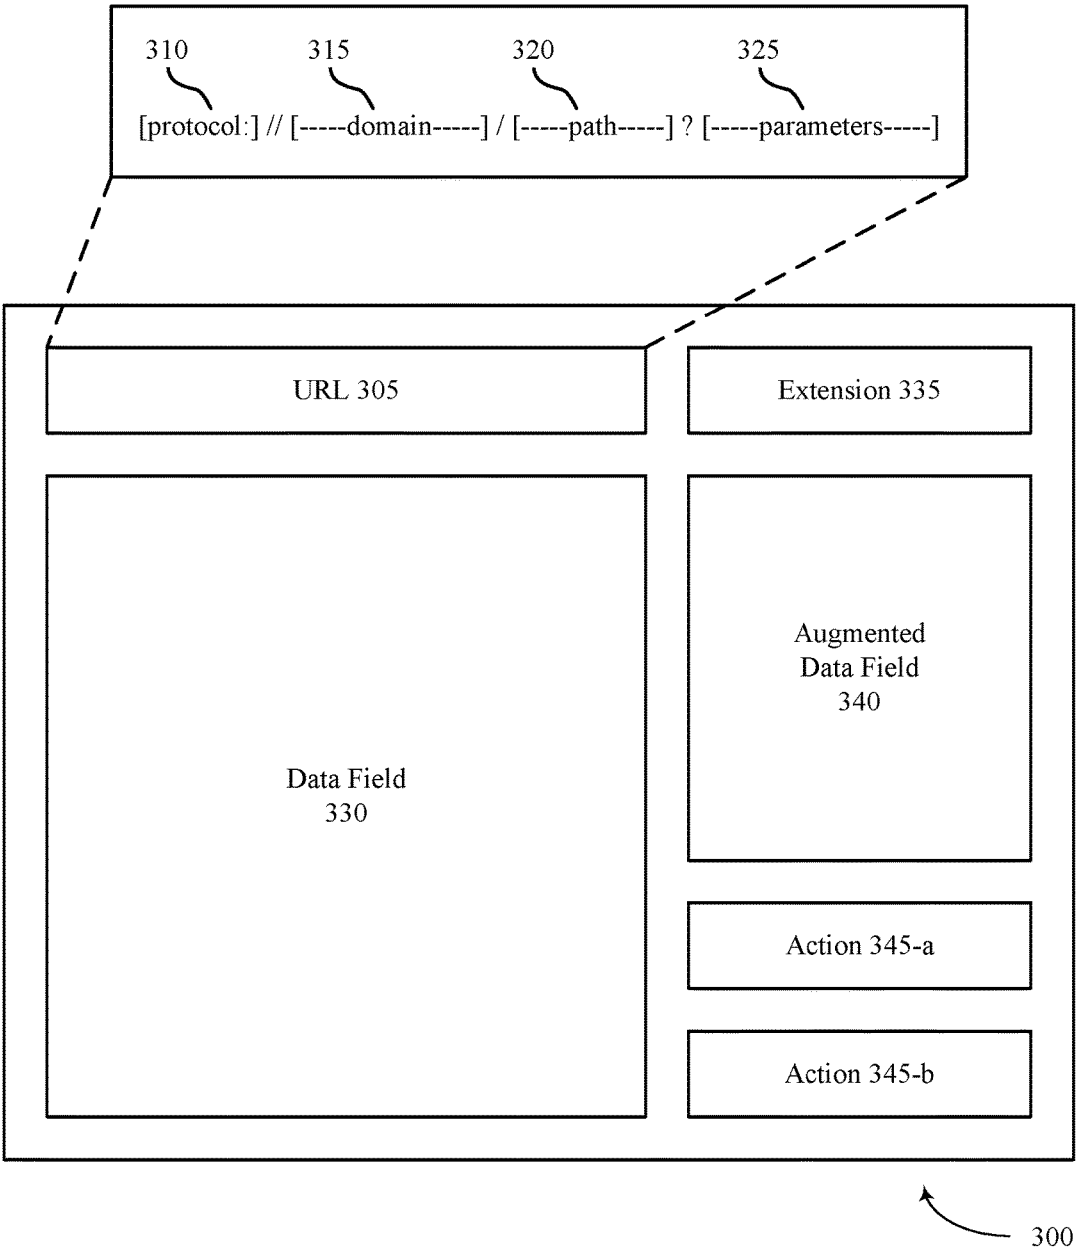 310 315 320 325
[protocol:] // [-----domain-----] / [-----path-----] ? [-----parameters-----]
URL 305
Extension 335
Data Field
330
Augmented
Data Field
340
Action 345-a
Action 345-b
300